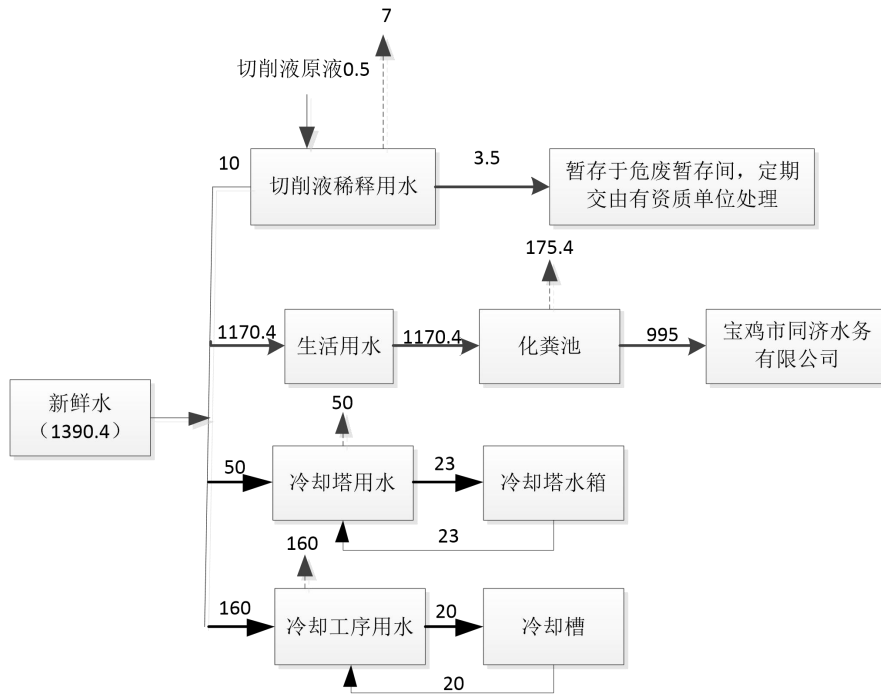 7
切削液原液0.5
10
切削液稀释用水
3.5
暂存于危废暂存间，定期
交由有资质单位处理
175.4
1170.4
生活用水
1170.4
化粪池
995
宝鸡市同济水务
有限公司
新鲜水
（1390.4）
50
50
冷却塔用水
23
冷却塔水箱
23
160
160
冷却工序用水
20
冷却槽
20